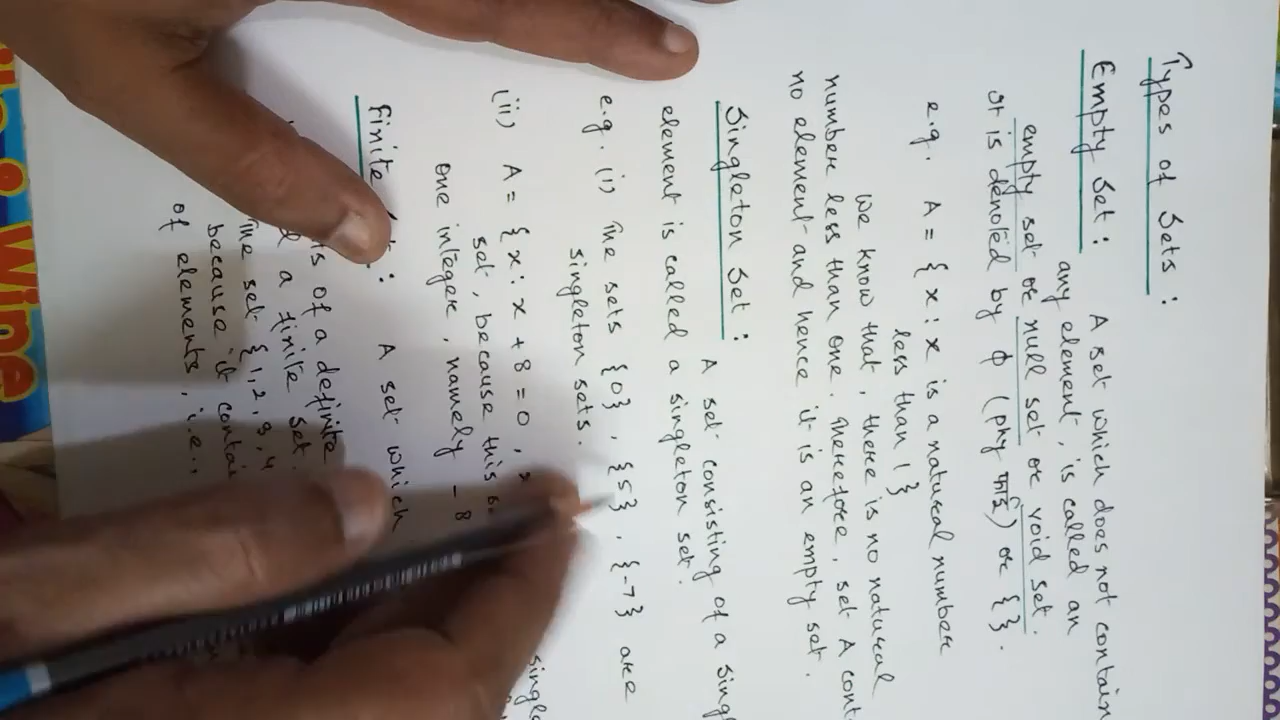 Types of Sets :
Empty Set : A set which does not contain
any element, is called an
empty set or null set or void set.
or is denoted by ϕ (phy फाई) or { }.
e.g. A = { x : x is a natural number
less than 1 }
We know that, there is no natural
number less than one. Therefore, set A cont
no element and hence it is an empty set.
Singleton Set : A set consisting of a singl
element is called a singleton set.
e.g. (i) The sets {0}, {5}, {-7} are
singleton sets.
(ii) A = { x : x + 8 = 0,
set, because this
one integer, namely - 8
Finite : A set which
of a definite
a finite set.
set { 1, 2, 3, 4
because it contai
of elements, i.e.,
Wipe